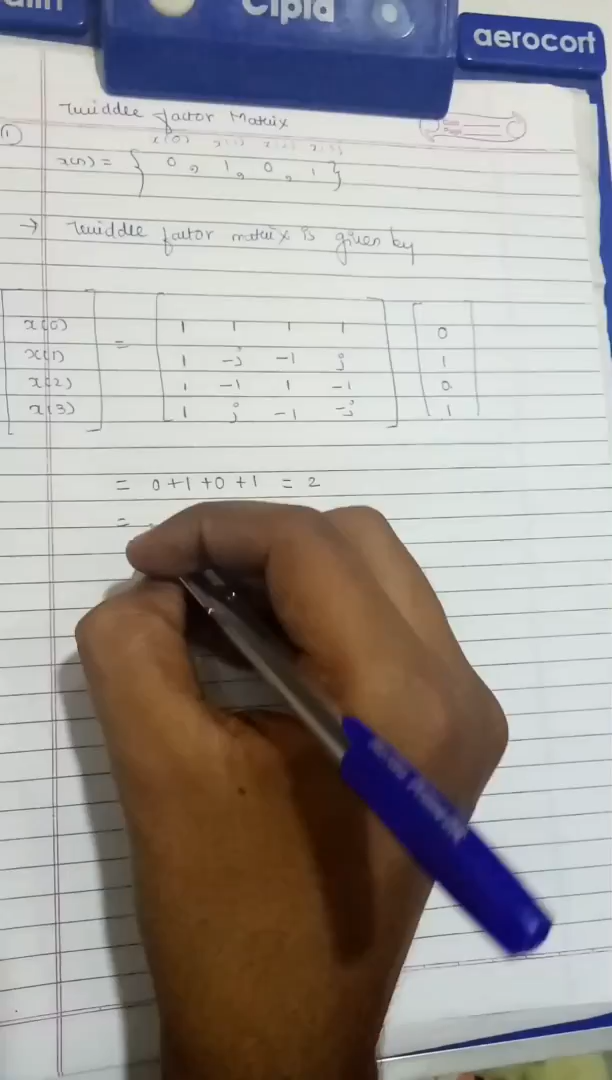 Cipla
aerocort
Twiddle factor Matrix
①
x(0) x(1) x(2) x(3)
x(n) = { 0, 1, 0, 1 }
→ Twiddle factor matrix is given by
x(0) = 1 1 1 1 0
x(1) 1 -j -1 j 1
x(2) 1 -1 1 -1 0
x(3) 1 j -1 -j 1
= 0+1+0+1 = 2
=